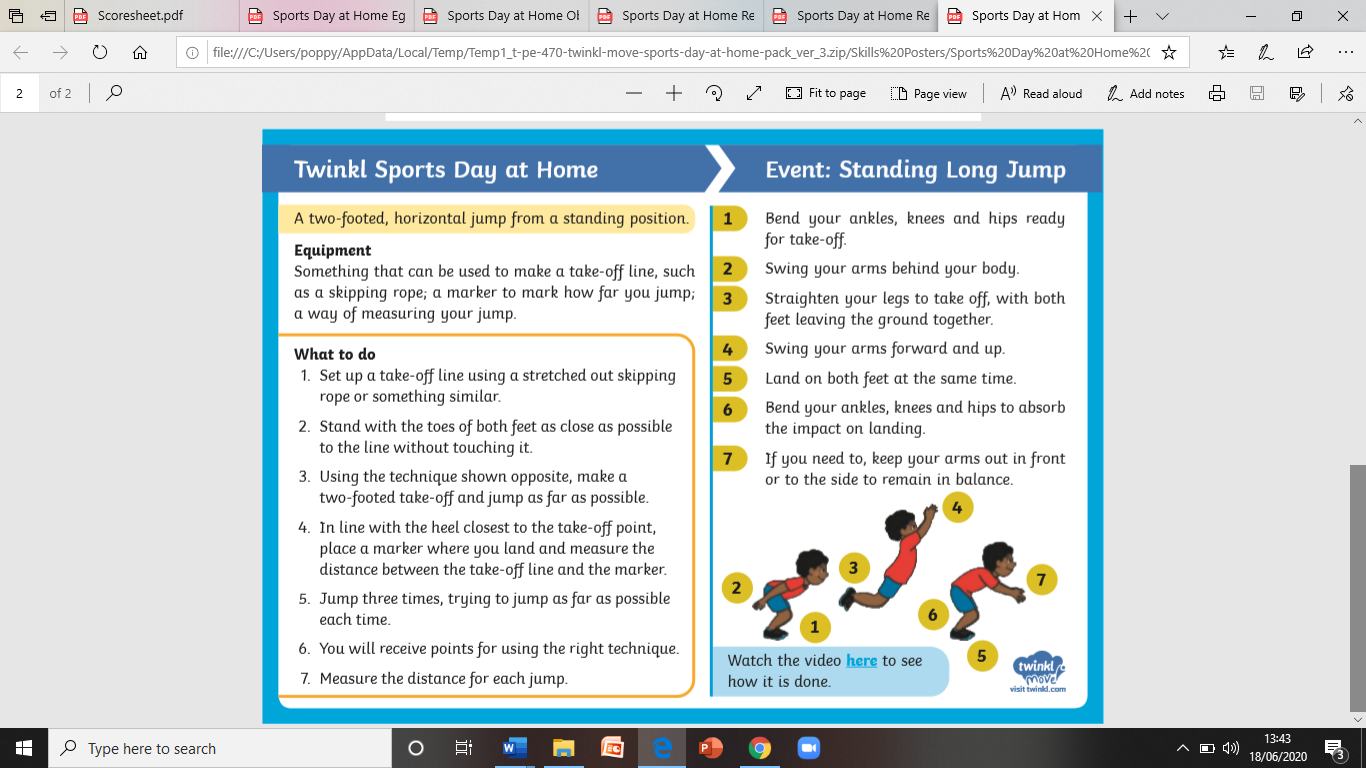 Scoresheet.pdf
Sports Day at Home Eg
Sports Day at Home Ob
Sports Day at Home Re
Sports Day at Home Re
Sports Day at Hom
file:///C:/Users/poppy/AppData/Local/Temp/Temp1_t-pe-470-twinkl-move-sports-day-at-home-pack_ver_3.zip/Skills%20Posters/Sports%20Day%20at%20Home%20
2 of 2
Fit to page
Page view
Read aloud
Add notes
Twinkl Sports Day at Home
A two-footed, horizontal jump from a standing position.
Equipment
Something that can be used to make a take-off line, such
as a skipping rope; a marker to mark how far you jump;
a way of measuring your jump.
What to do
1. Set up a take-off line using a stretched out skipping
rope or something similar.
2. Stand with the toes of both feet as close as possible
to the line without touching it.
3. Using the technique shown opposite, make a
two-footed take-off and jump as far as possible.
4. In line with the heel closest to the take-off point,
place a marker where you land and measure the
distance between the take-off line and the marker.
5. Jump three times, trying to jump as far as possible
each time.
6. You will receive points for using the right technique.
7. Measure the distance for each jump.
Event: Standing Long Jump
1 Bend your ankles, knees and hips ready
for take-off.
2 Swing your arms behind your body.
3 Straighten your legs to take off, with both
feet leaving the ground together.
4 Swing your arms forward and up.
5 Land on both feet at the same time.
6 Bend your ankles, knees and hips to absorb
the impact on landing.
7 If you need to, keep your arms out in front
or to the side to remain in balance.
2
1
3
4
6
7
5
Watch the video here to see
how it is done.
twinkl
move
visit twinkl.com
Type here to search
13:43
18/06/2020
3